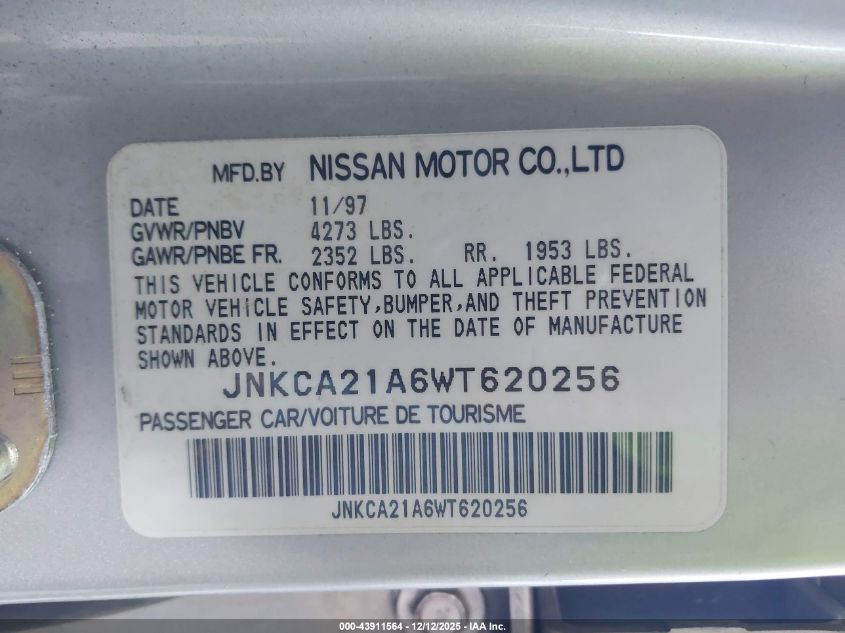 MFD.BY NISSAN MOTOR CO.,LTD
DATE 11/97
GVWR/PNBV 4273 LBS.
GAWR/PNBE FR. 2352 LBS. RR. 1953 LBS.
THIS VEHICLE CONFORMS TO ALL APPLICABLE FEDERAL
MOTOR VEHICLE SAFETY,BUMPER,AND THEFT PREVENTION
STANDARDS IN EFFECT ON THE DATE OF MANUFACTURE
SHOWN ABOVE.
JNKCA21A6WT620256
PASSENGER CAR/VOITURE DE TOURISME
JNKCA21A6WT620256
000-43911564 • 12/12/2025 • IAA Inc.